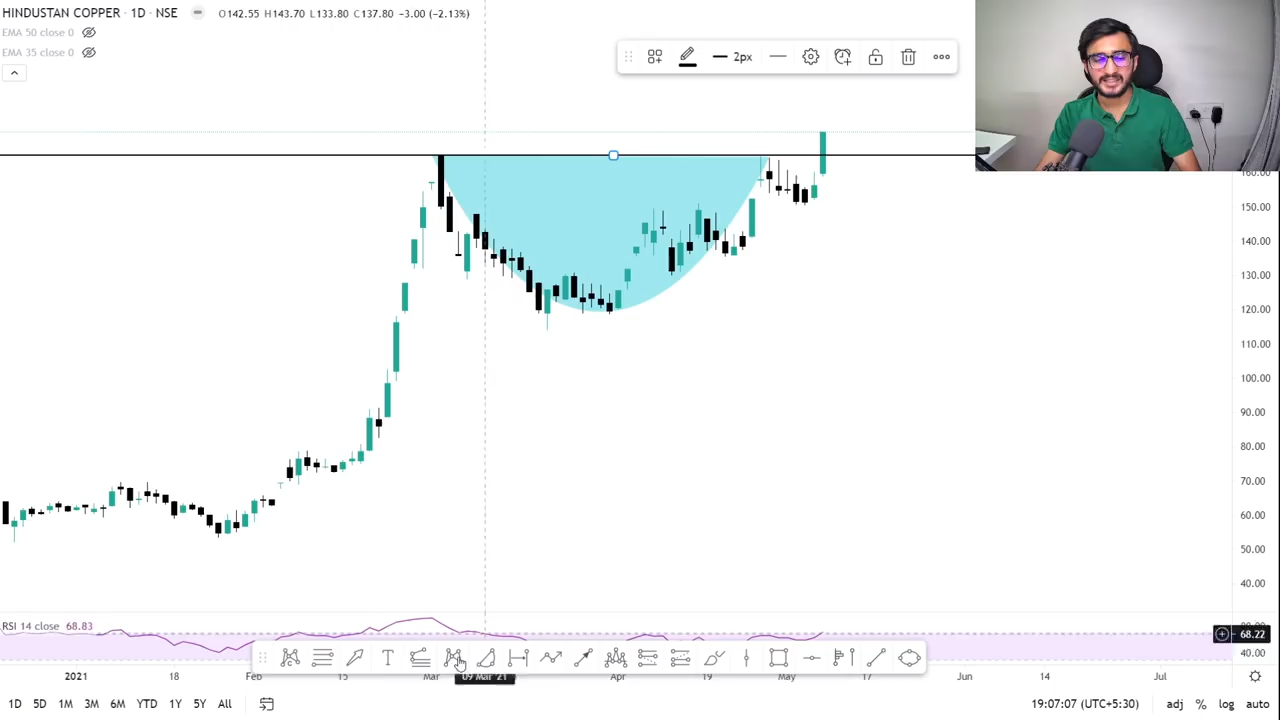 HINDUSTAN COPPER · 1D · NSE O142.55 H143.70 L133.80 C137.80 −3.00 (−2.13%)
EMA 50 close 0
EMA 35 close 0
2px
160.00
150.00
140.00
130.00
120.00
110.00
100.00
90.00
80.00
70.00
60.00
50.00
40.00
RSI 14 close 68.83
68.22
40.00
2021 18 Feb 15 Mar 09 Mar '21 Apr 19 May 17 Jun 14 Jul
1D 5D 1M 3M 6M YTD 1Y 5Y All 19:07:07 (UTC+5:30) adj % log auto